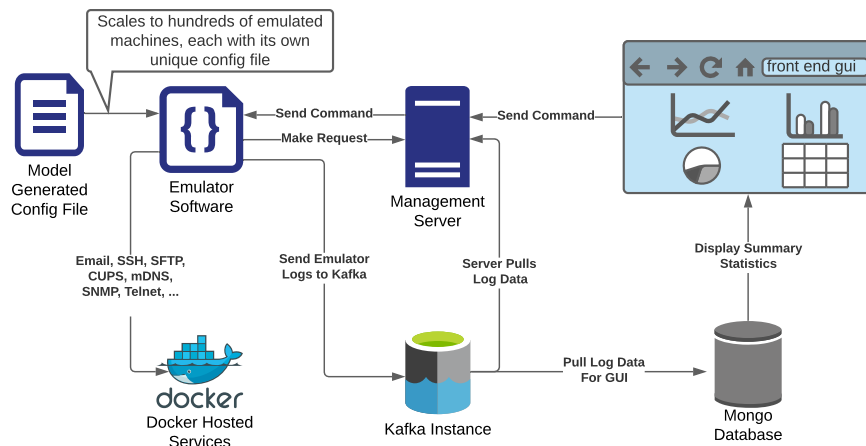 Scales to hundreds of emulated
machines, each with its own
unique config file
front end gui
Send Command
Send Command
Make Request
Model
Generated
Config File
Emulator
Software
Management
Server
Email, SSH, SFTP,
CUPS, mDNS,
SNMP, Telnet, ...
Send Emulator
Logs to Kafka
Server Pulls
Log Data
Display Summary
Statistics
Pull Log Data
For GUI
docker
Docker Hosted
Services
Kafka Instance
Mongo
Database